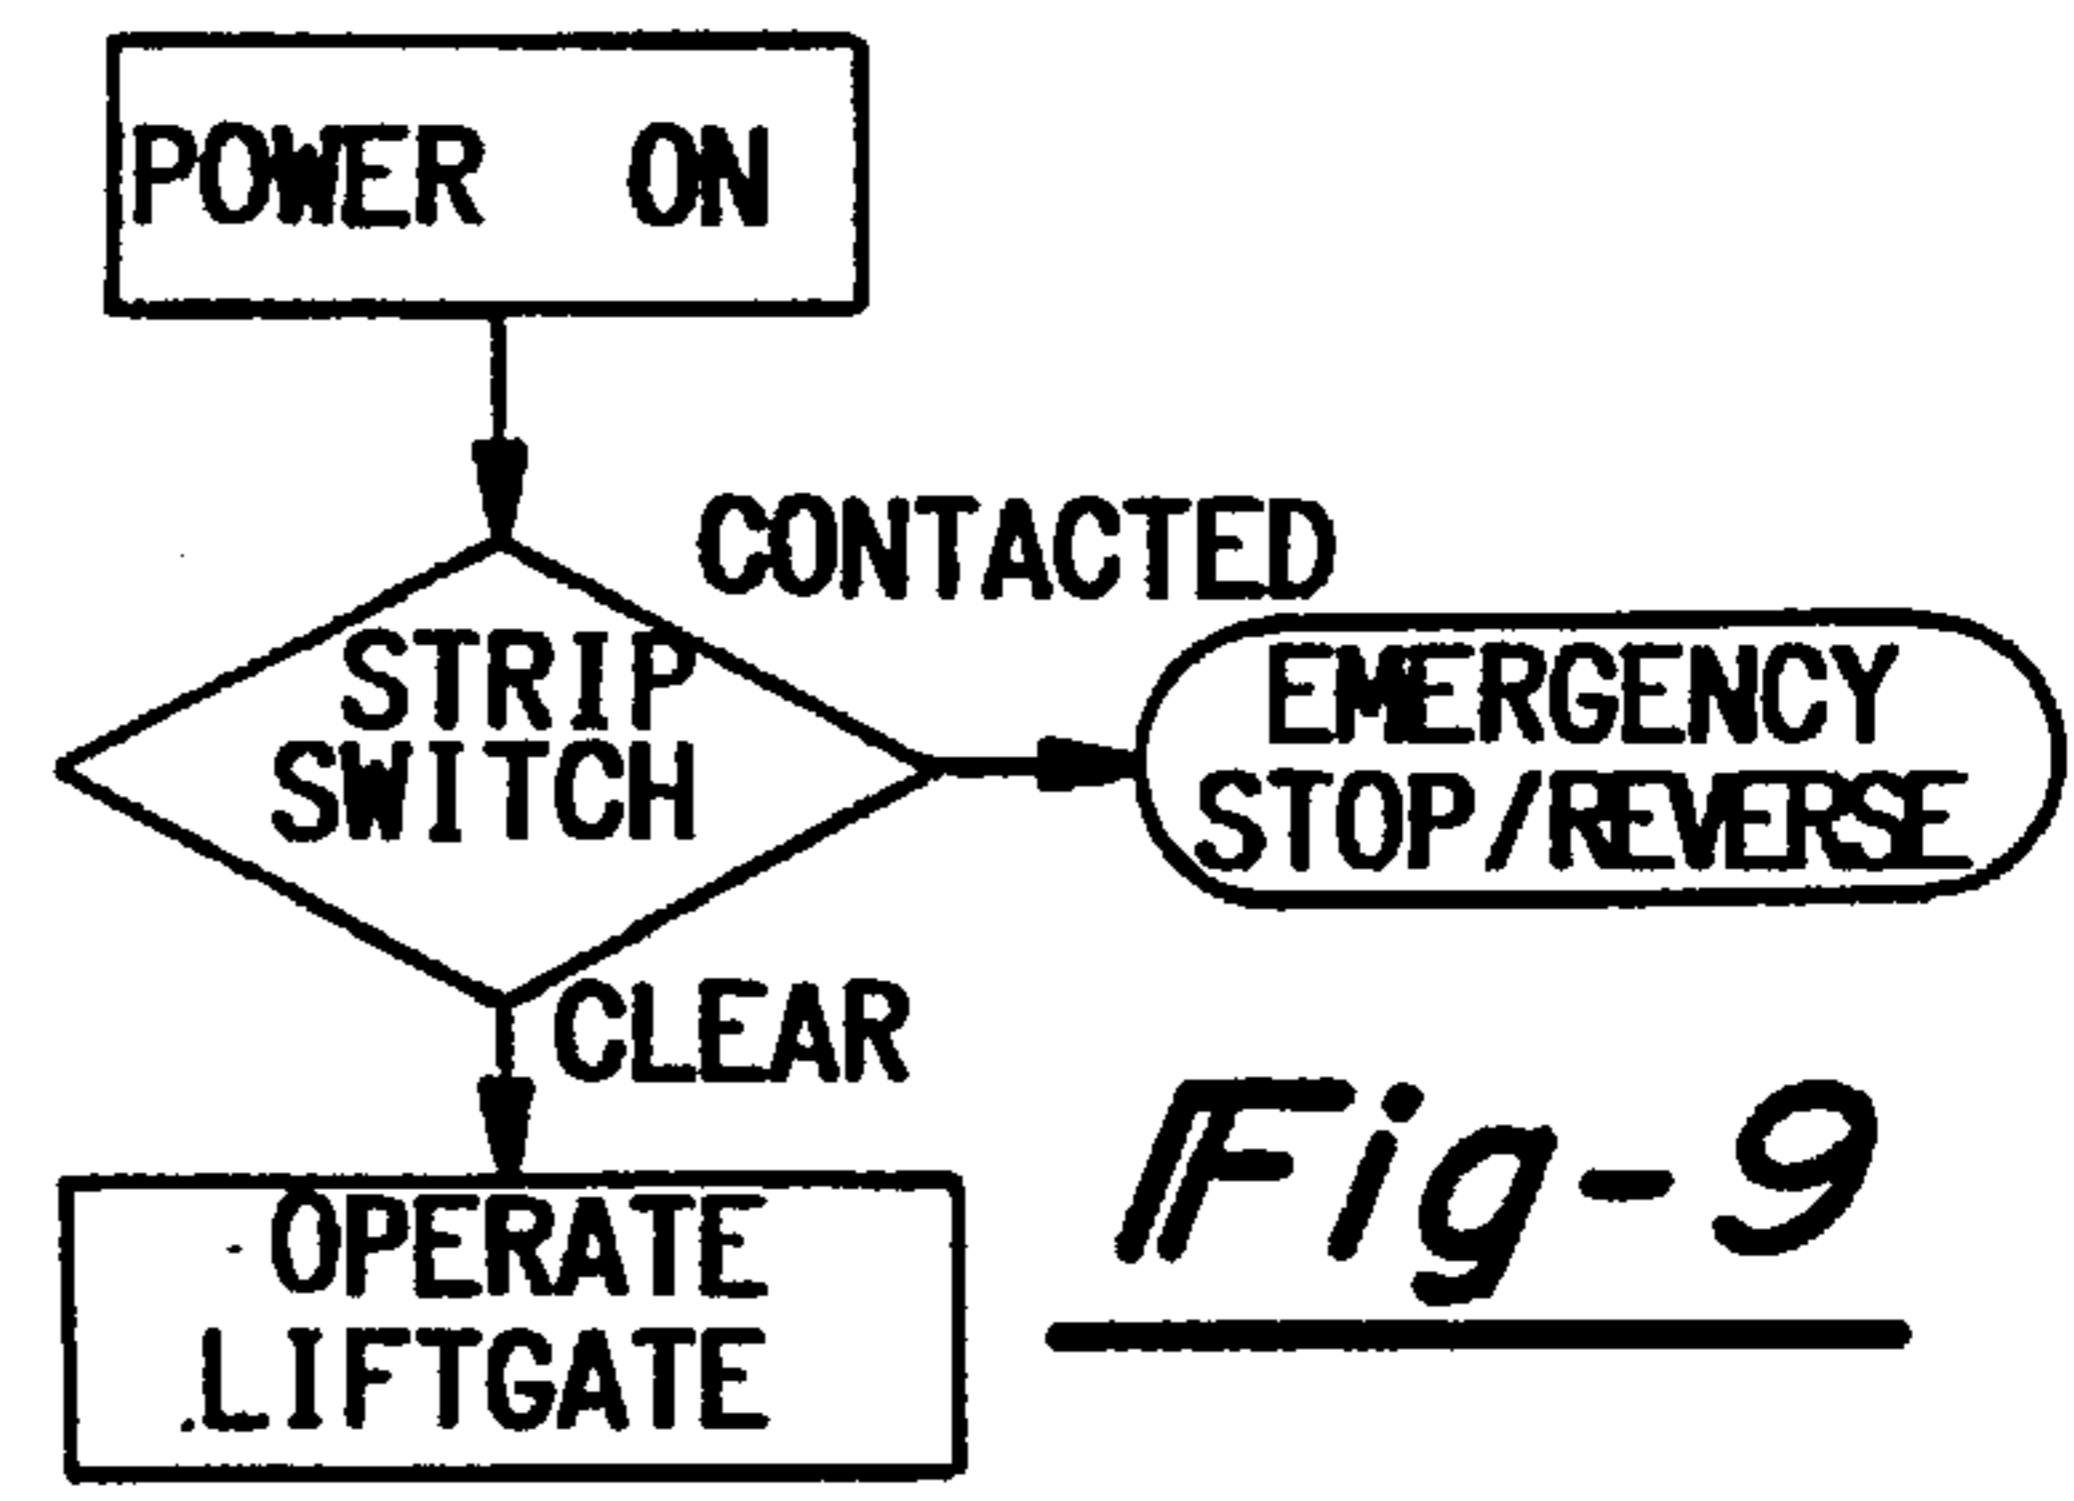 POWER ON
CONTACTED
STRIP
SWITCH
EMERGENCY
STOP/REVERSE
CLEAR
OPERATE
LIFTGATE
Fig-9